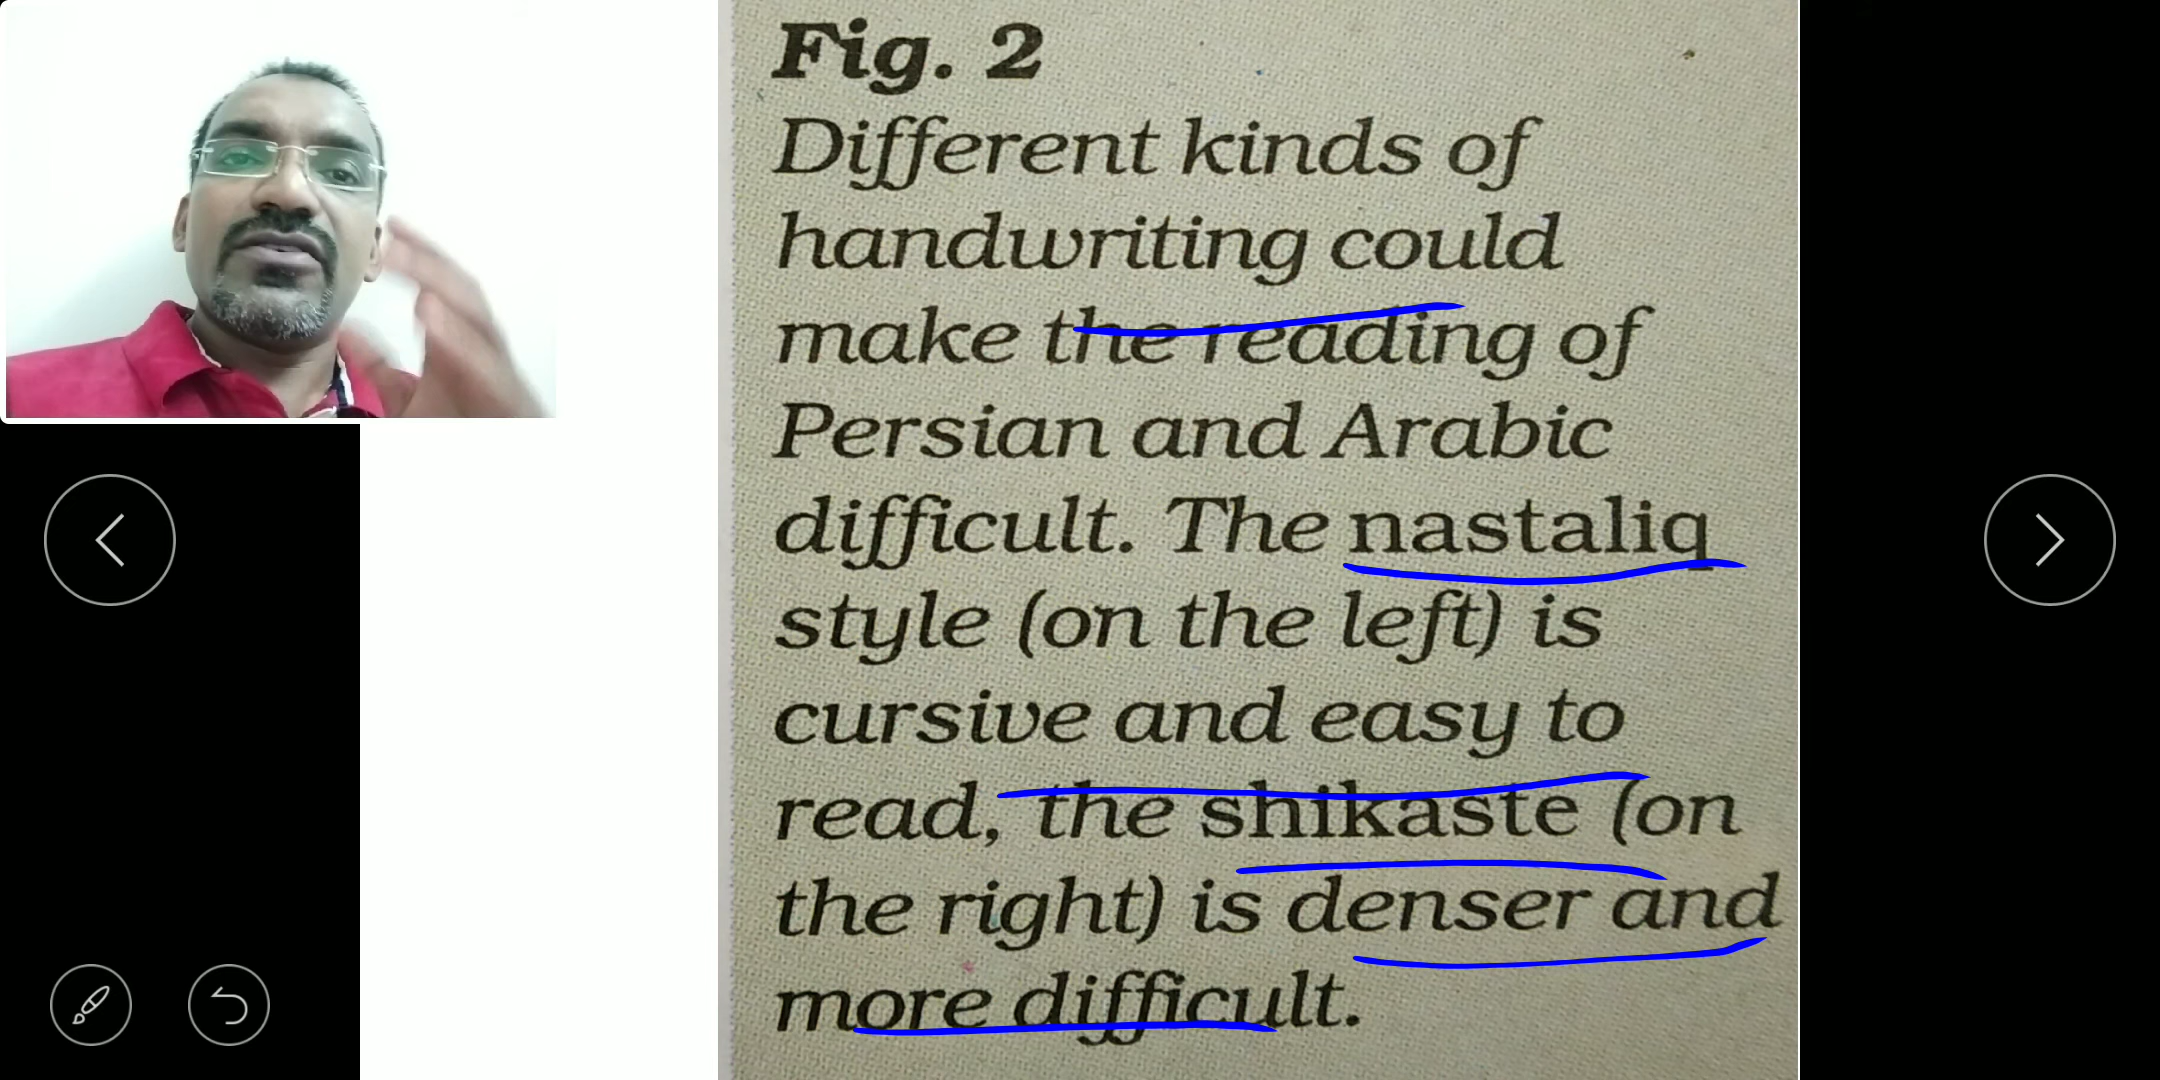 Fig. 2
Different kinds of
handwriting could
make the reading of
Persian and Arabic
difficult. The nastaliq
style (on the left) is
cursive and easy to
read, the shikaste (on
the right) is denser and
more difficult.